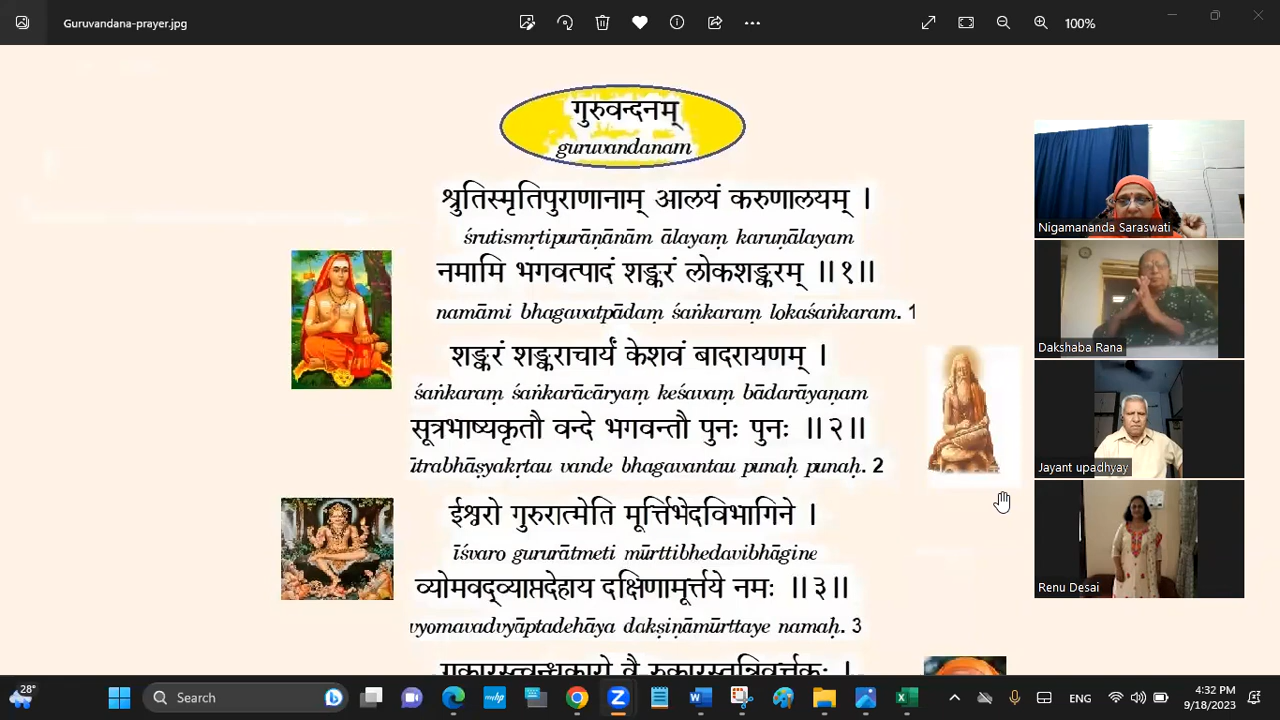 Guruvandana-prayer.jpg
100%
गुरुवन्दनम्
guruvandanam
श्रुतिस्मृतिपुराणानाम् आलयं करुणालयम् ।
śrutismṛtipurāṇānām ālayaṃ karuṇālayam
नमामि भगवत्पादं शङ्करं लोकशङ्करम् ॥१॥
namāmi bhagavatpādaṃ śaṅkaraṃ lokaśaṅkaram. 1
शङ्करं शङ्कराचार्यं केशवं बादरायणम् ।
śaṅkaraṃ śaṅkarācāryaṃ keśavaṃ bādarāyaṇam
सूत्रभाष्यकृतौ वन्दे भगवन्तौ पुनः पुनः ॥२॥
ūtrabhāṣyakṛtau vande bhagavantau punaḥ punaḥ. 2
ईश्वरो गुरुरात्मेति मूर्त्तिभेदविभागिने ।
īśvaro gururātmeti mūrttibhedavibhāgine
व्योमवद्व्याप्तदेहाय दक्षिणामूर्त्तये नमः ॥३॥
vyomavadvyāptadehāya dakṣiṇāmūrttaye namaḥ. 3
Nigamananda Saraswati
Dakshaba Rana
Jayant upadhyay
Renu Desai
28°
Search
ENG
4:32 PM
9/18/2023